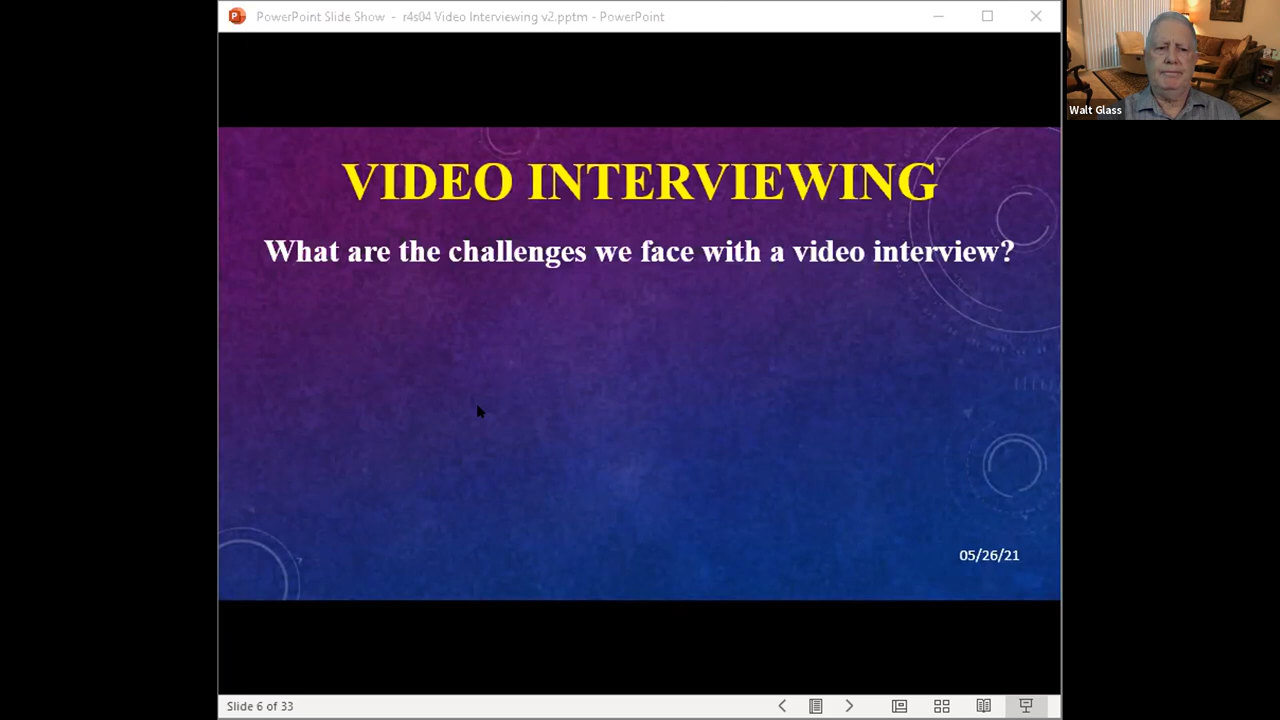 PowerPoint Slide Show - r4s04 Video Interviewing v2.pptm - PowerPoint
Walt Glass
VIDEO INTERVIEWING
What are the challenges we face with a video interview?
05/26/21
Slide 6 of 33